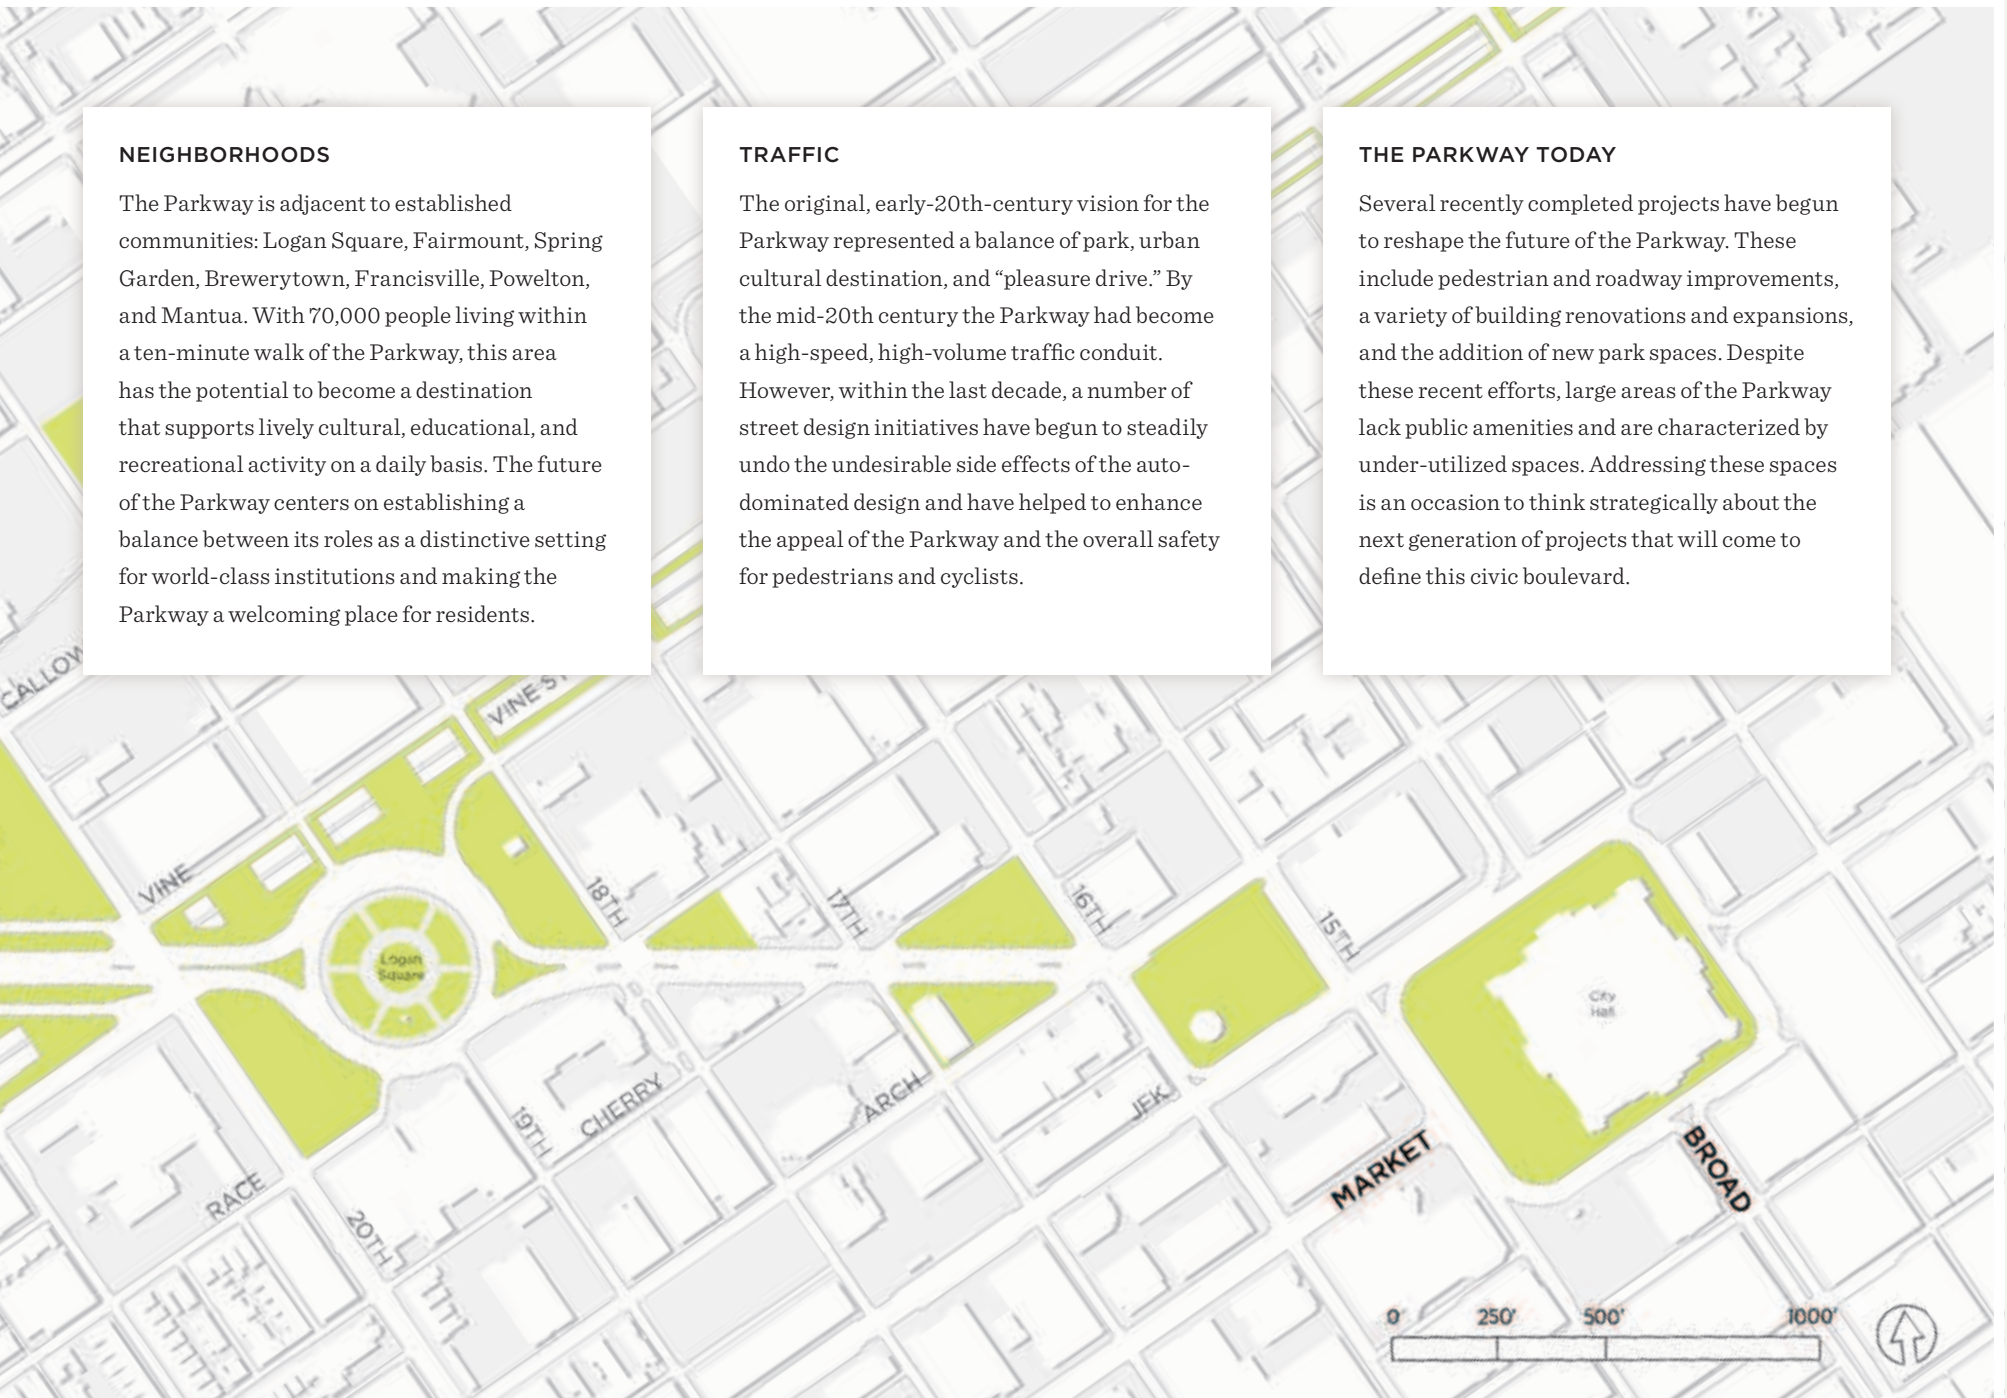 NEIGHBORHOODS
The Parkway is adjacent to established
communities: Logan Square, Fairmount, Spring
Garden, Brewerytown, Francisville, Powelton,
and Mantua. With 70,000 people living within
a ten-minute walk of the Parkway, this area
has the potential to become a destination
that supports lively cultural, educational, and
recreational activity on a daily basis. The future
of the Parkway centers on establishing a
balance between its roles as a distinctive setting
for world-class institutions and making the
Parkway a welcoming place for residents.
TRAFFIC
The original, early-20th-century vision for the
Parkway represented a balance of park, urban
cultural destination, and “pleasure drive.” By
the mid-20th century the Parkway had become
a high-speed, high-volume traffic conduit.
However, within the last decade, a number of
street design initiatives have begun to steadily
undo the undesirable side effects of the auto-
dominated design and have helped to enhance
the appeal of the Parkway and the overall safety
for pedestrians and cyclists.
THE PARKWAY TODAY
Several recently completed projects have begun
to reshape the future of the Parkway. These
include pedestrian and roadway improvements,
a variety of building renovations and expansions,
and the addition of new park spaces. Despite
these recent efforts, large areas of the Parkway
lack public amenities and are characterized by
under-utilized spaces. Addressing these spaces
is an occasion to think strategically about the
next generation of projects that will come to
define this civic boulevard.
CALLOW
VINE ST
VINE
18TH
17TH
16TH
15TH
Logan
Square
City
Hall
19TH
CHERRY
ARCH
JFK
MARKET
BROAD
RACE
20TH
0' 250' 500' 1000'